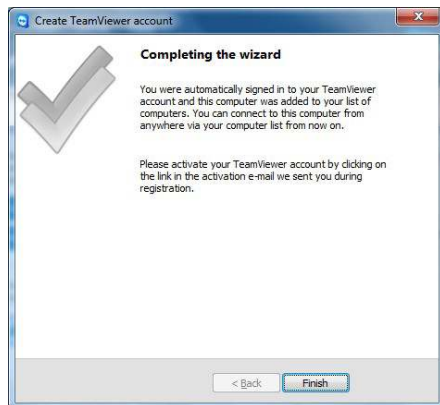 Create TeamViewer account
Completing the wizard
You were automatically signed in to your TeamViewer
account and this computer was added to your list of
computers. You can connect to this computer from
anywhere via your computer list from now on.
Please activate your TeamViewer account by clicking on
the link in the activation e-mail we sent you during
registration.
< Back Finish